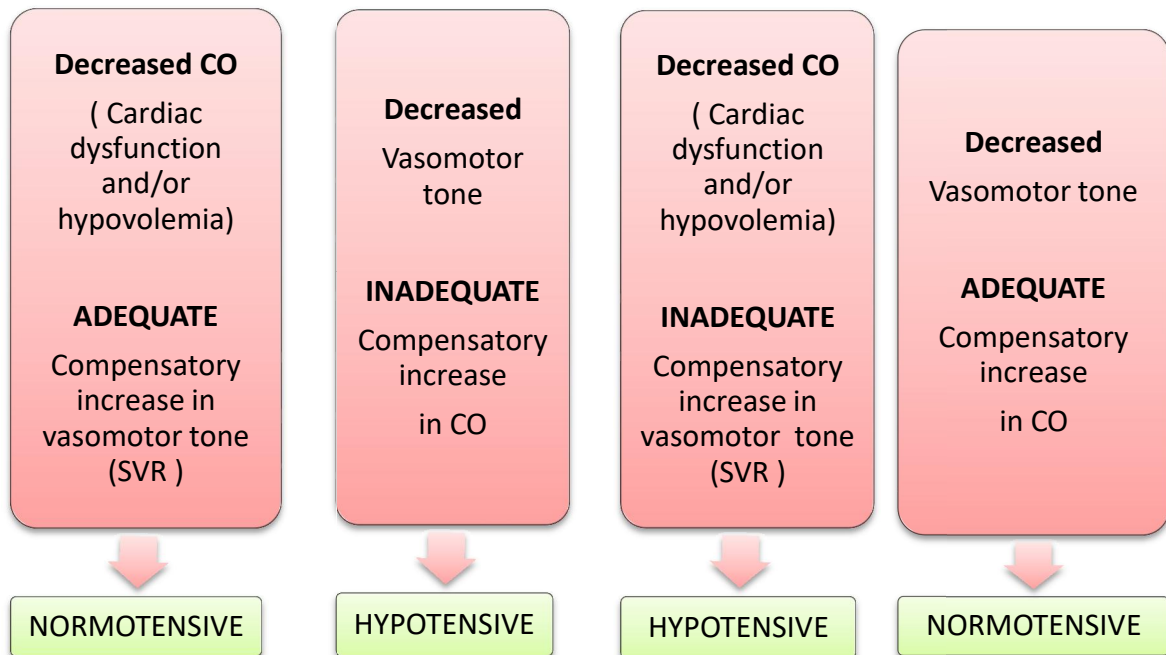 Decreased CO
( Cardiac
dysfunction
and/or
hypovolemia)
ADEQUATE
Compensatory
increase in
vasomotor tone
(SVR )
NORMOTENSIVE
Decreased
Vasomotor
tone
INADEQUATE
Compensatory
increase
in CO
HYPOTENSIVE
Decreased CO
( Cardiac
dysfunction
and/or
hypovolemia)
INADEQUATE
Compensatory
increase in
vasomotor tone
(SVR )
HYPOTENSIVE
Decreased
Vasomotor tone
ADEQUATE
Compensatory
increase
in CO
NORMOTENSIVE